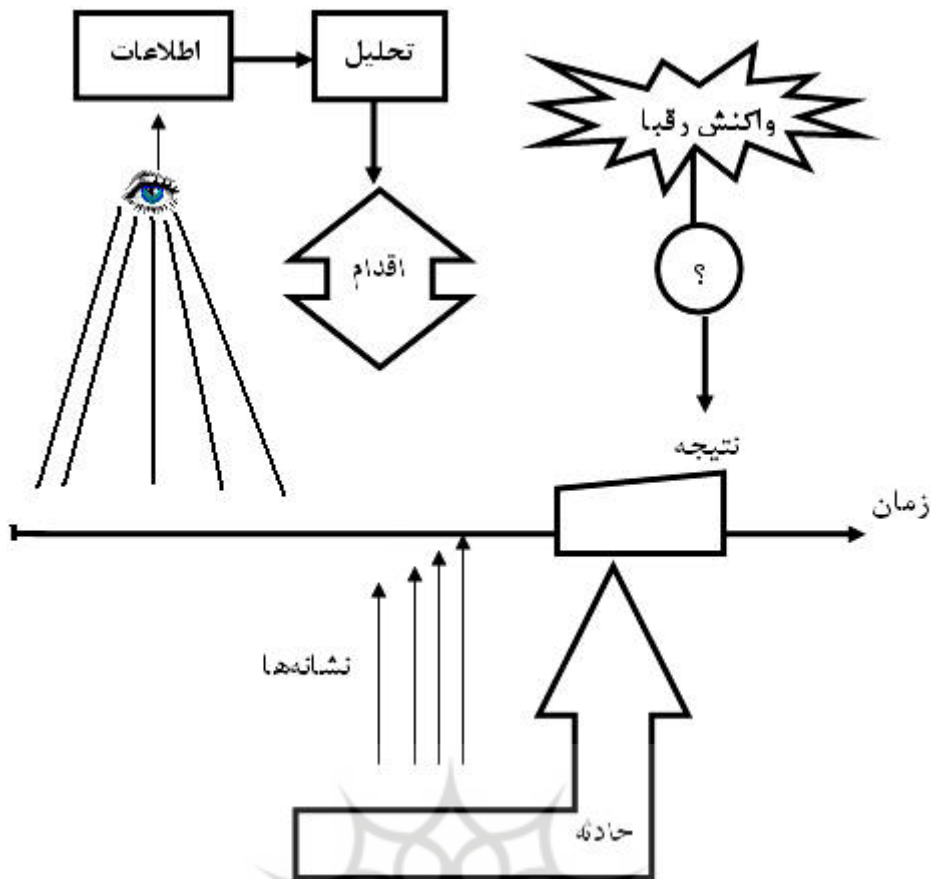 اطلاعات
تحلیل
واکنش رقبا
اقدام
؟
نتیجه
زمان
نشانه‌ها
حادثه